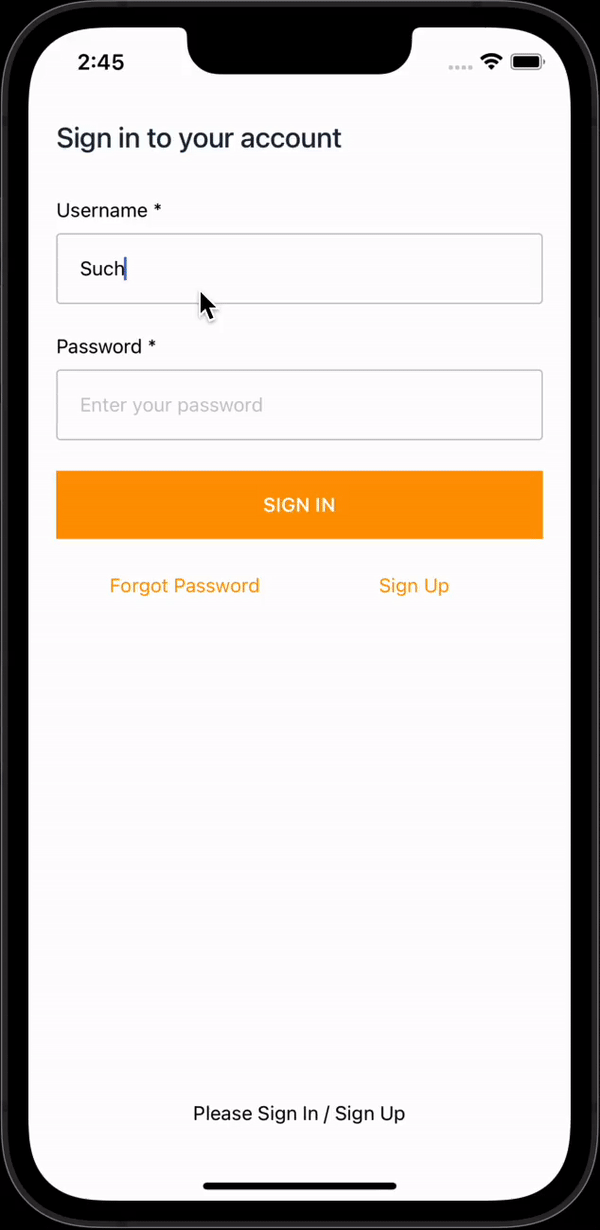 2:45
Sign in to your account
Username *
Such
Password *
Enter your password
SIGN IN
Forgot Password Sign Up
Please Sign In / Sign Up